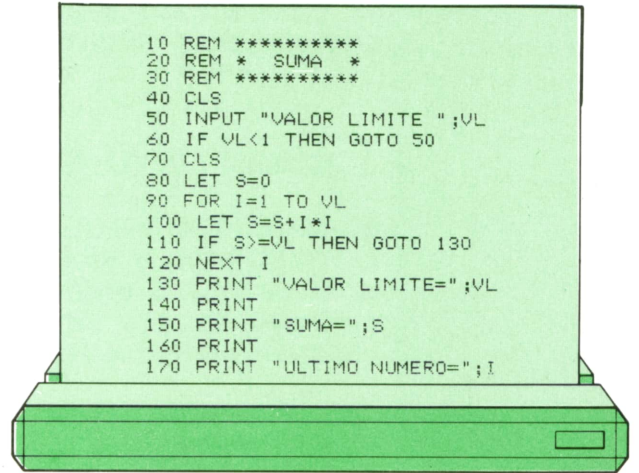 10 REM **********
20 REM *  SUMA  *
30 REM **********
40 CLS
50 INPUT "VALOR LIMITE ";VL
60 IF VL<1 THEN GOTO 50
70 CLS
80 LET S=0
90 FOR I=1 TO VL
100 LET S=S+I*I
110 IF S>=VL THEN GOTO 130
120 NEXT I
130 PRINT "VALOR LIMITE=";VL
140 PRINT
150 PRINT "SUMA=";S
160 PRINT
170 PRINT "ULTIMO NUMERO=";I